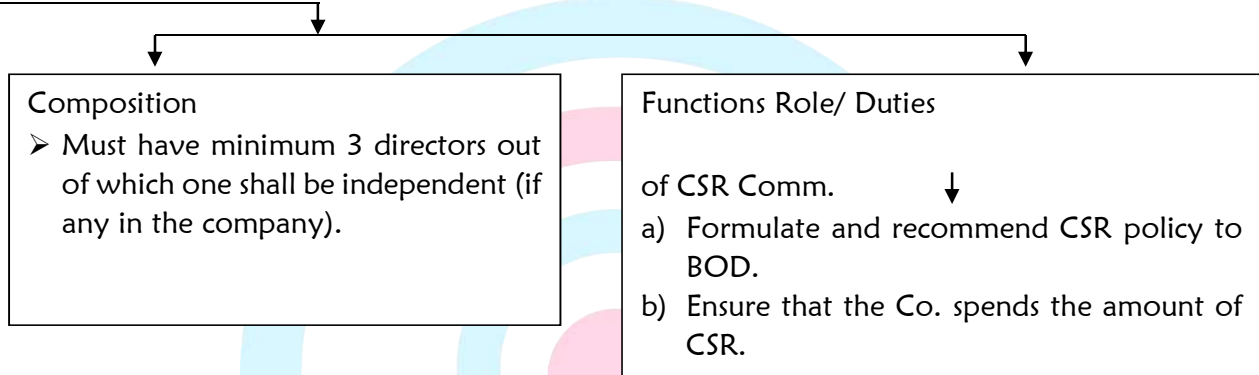 Composition
➢ Must have minimum 3 directors out
of which one shall be independent (if
any in the company).
Functions Role/ Duties
of CSR Comm.
a) Formulate and recommend CSR policy to
BOD.
b) Ensure that the Co. spends the amount of
CSR.